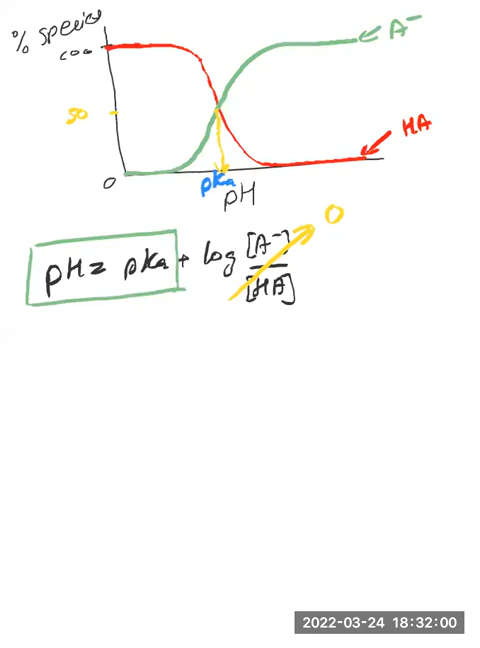 % species
100
A⁻
50
HA
0
pKa
pH
0
pH = pKa + log [A⁻]
[HA]
2022-03-24 18:32:00